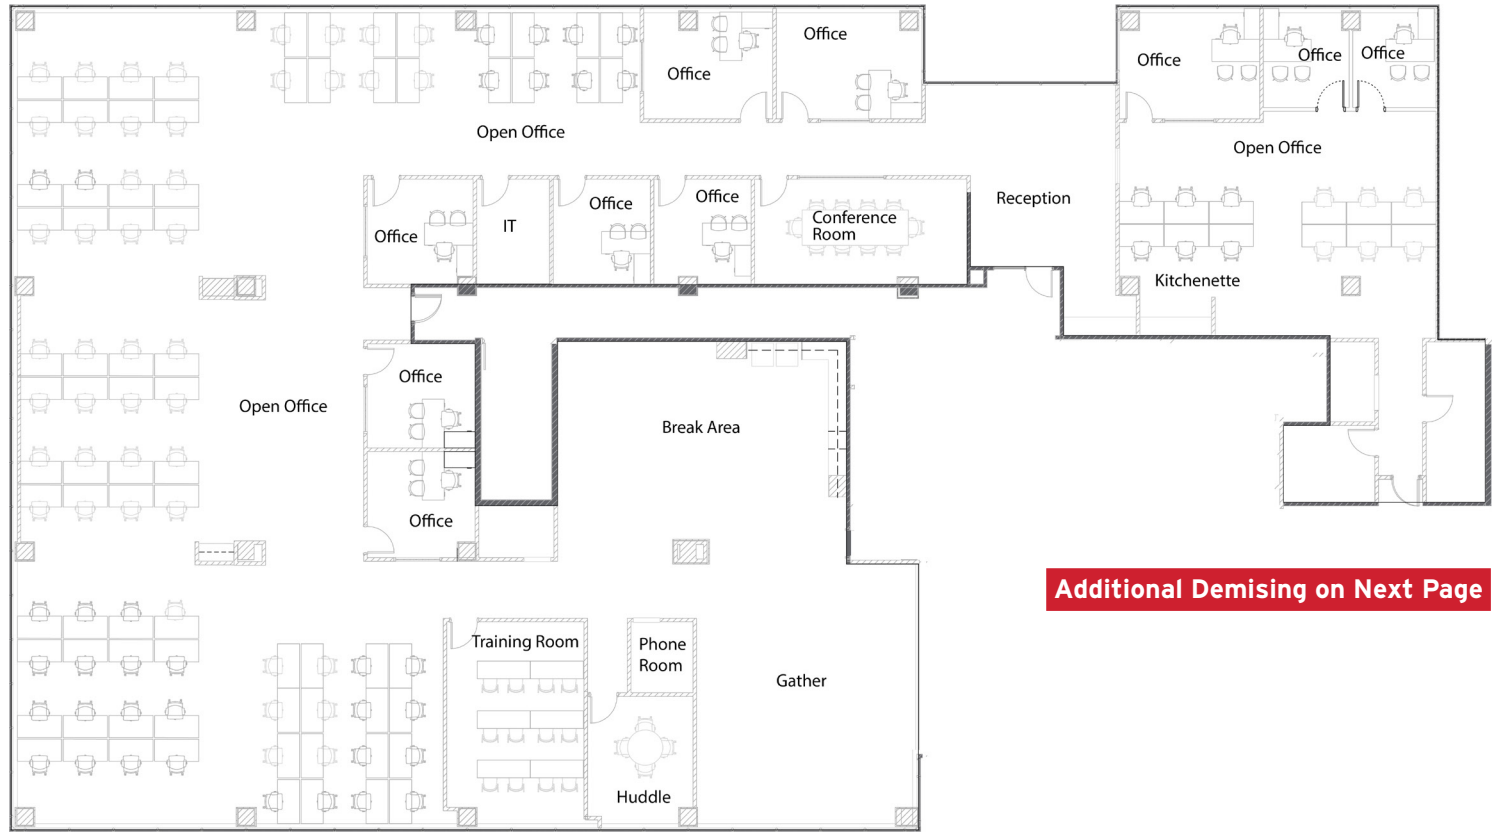 Office
Office
Office
Office
Office
Open Office
Open Office
Office
IT
Office
Office
Conference
Room
Reception
Kitchenette
Office
Open Office
Break Area
Office
Additional Demising on Next Page
Training Room
Phone
Room
Gather
Huddle